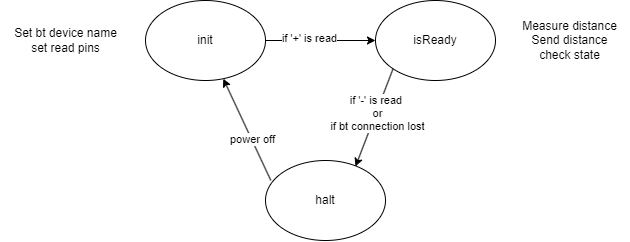 Set bt device name
set read pins
init
if '+' is read
isReady
Measure distance
Send distance
check state
if '-' is read
or
if bt connection lost
power off
halt